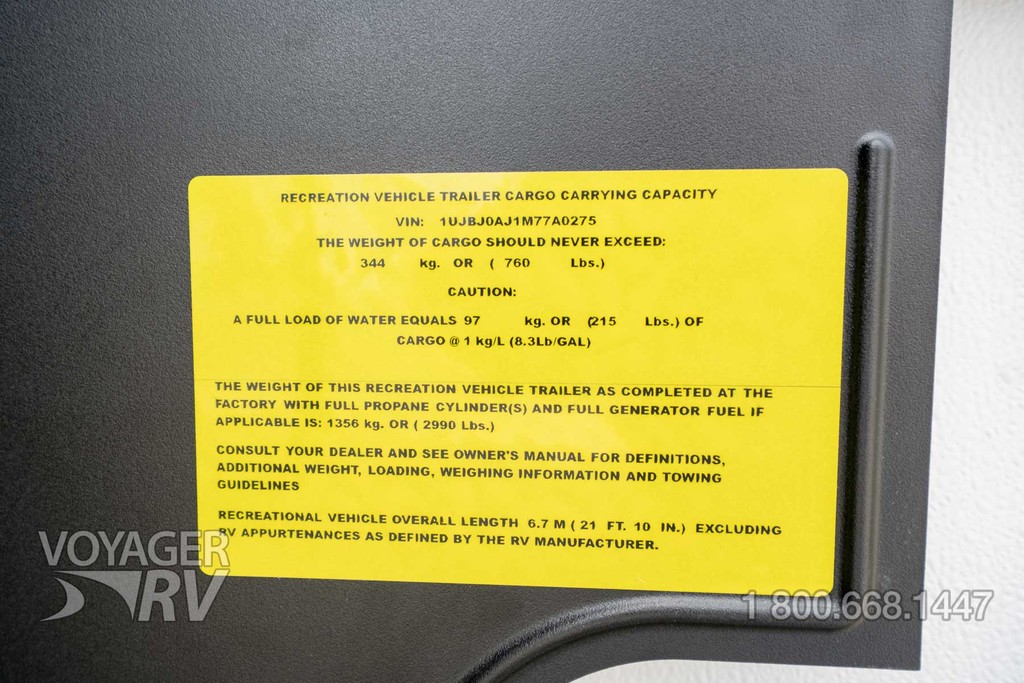 RECREATION VEHICLE TRAILER CARGO CARRYING CAPACITY
VIN: 1UJBJ0AJ1M77A0275
THE WEIGHT OF CARGO SHOULD NEVER EXCEED:
344 kg. OR ( 760 Lbs.)
CAUTION:
A FULL LOAD OF WATER EQUALS 97 kg. OR (215 Lbs.) OF
CARGO @ 1 kg/L (8.3Lb/GAL)
THE WEIGHT OF THIS RECREATION VEHICLE TRAILER AS COMPLETED AT THE
FACTORY WITH FULL PROPANE CYLINDER(S) AND FULL GENERATOR FUEL IF
APPLICABLE IS: 1356 kg. OR ( 2990 Lbs.)
CONSULT YOUR DEALER AND SEE OWNER'S MANUAL FOR DEFINITIONS,
ADDITIONAL WEIGHT, LOADING, WEIGHING INFORMATION AND TOWING
GUIDELINES
RECREATIONAL VEHICLE OVERALL LENGTH 6.7 M ( 21 FT. 10 IN.) EXCLUDING
RV APPURTENANCES AS DEFINED BY THE RV MANUFACTURER.
VOYAGER
RV
1 800.668.1447